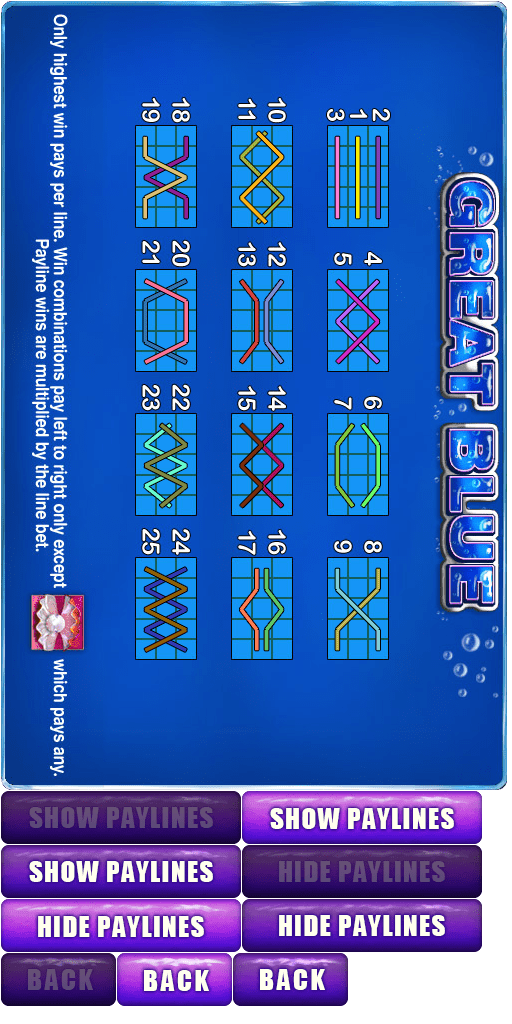 GREAT BLUE
2
1
3
4
5
6
7
8
9
10
11
12
13
14
15
16
17
18
19
20
21
22
23
24
25
Only highest win pays per line. Win combinations pay left to right only except which pays any.
Payline wins are multiplied by the line bet.
SHOW PAYLINES
SHOW PAYLINES
SHOW PAYLINES
HIDE PAYLINES
HIDE PAYLINES
HIDE PAYLINES
BACK
BACK
BACK